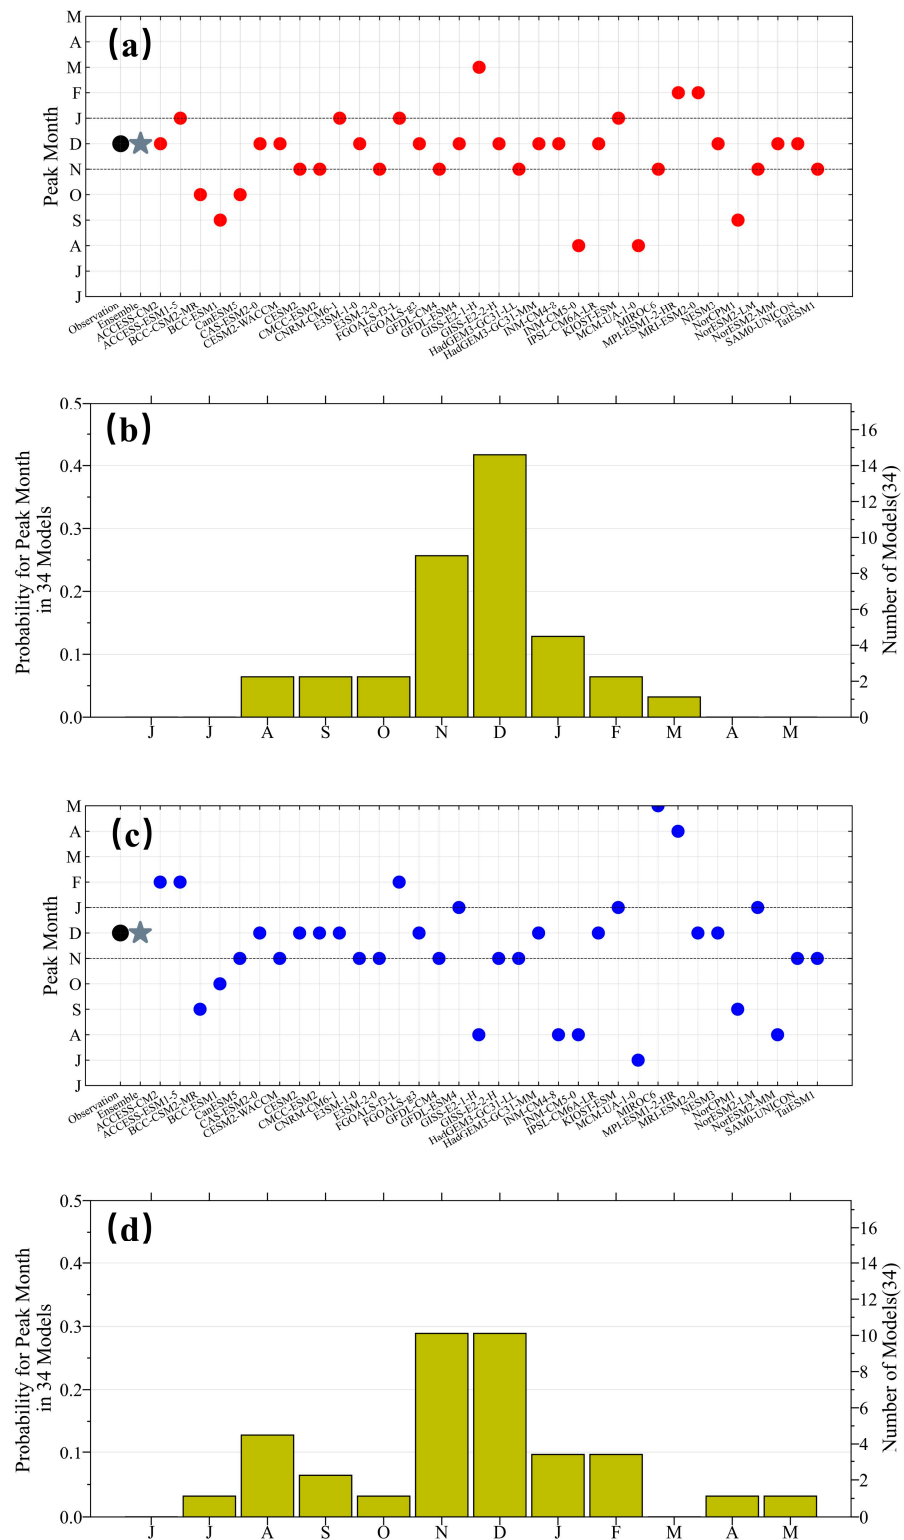 (a)
Peak Month
M
A
M
F
J
D
N
O
S
A
J
J
Observation
Ensemble
ACCESS-CM2
ACCESS-ESM1-5
BCC-CSM2-MR
BCC-ESM1
CanESM5
CAS-ESM2-0
CESM2-WACCM
CESM2
CMCC-ESM2
CNRM-CM6-1
E3SM-1-0
E3SM-2-0
FGOALS-f3-L
FGOALS-g3
GFDL-CM4
GFDL-ESM4
GISS-E2-1-H
GISS-E2-2-H
HadGEM3-GC31-LL
HadGEM3-GC31-MM
INM-CM4-8
INM-CM5-0
IPSL-CM6A-LR
KIOST-ESM
MCM-UA-1-0
MIROC6
MPI-ESM1-2-HR
MRI-ESM2-0
NESM3
NorCPM1
NorESM2-LM
NorESM2-MM
SAM0-UNICON
TaiESM1
(b)
Probability for Peak Month
in 34 Models
0.5
0.4
0.3
0.2
0.1
0.0
Number of Models(34)
16
14
12
10
8
6
4
2
0
J J A S O N D J F M A M
(c)
Peak Month
M
A
M
F
J
D
N
O
S
A
J
J
Observation
Ensemble
ACCESS-CM2
ACCESS-ESM1-5
BCC-CSM2-MR
BCC-ESM1
CanESM5
CAS-ESM2-0
CESM2-WACCM
CESM2
CMCC-ESM2
CNRM-CM6-1
E3SM-1-0
E3SM-2-0
FGOALS-f3-L
FGOALS-g3
GFDL-CM4
GFDL-ESM4
GISS-E2-1-H
GISS-E2-2-H
HadGEM3-GC31-LL
HadGEM3-GC31-MM
INM-CM4-8
INM-CM5-0
IPSL-CM6A-LR
KIOST-ESM
MCM-UA-1-0
MIROC6
MPI-ESM1-2-HR
MRI-ESM2-0
NESM3
NorCPM1
NorESM2-LM
NorESM2-MM
SAM0-UNICON
TaiESM1
(d)
Probability for Peak Month
in 34 Models
0.5
0.4
0.3
0.2
0.1
0.0
Number of Models(34)
16
14
12
10
8
6
4
2
0
J J A S O N D J F M A M